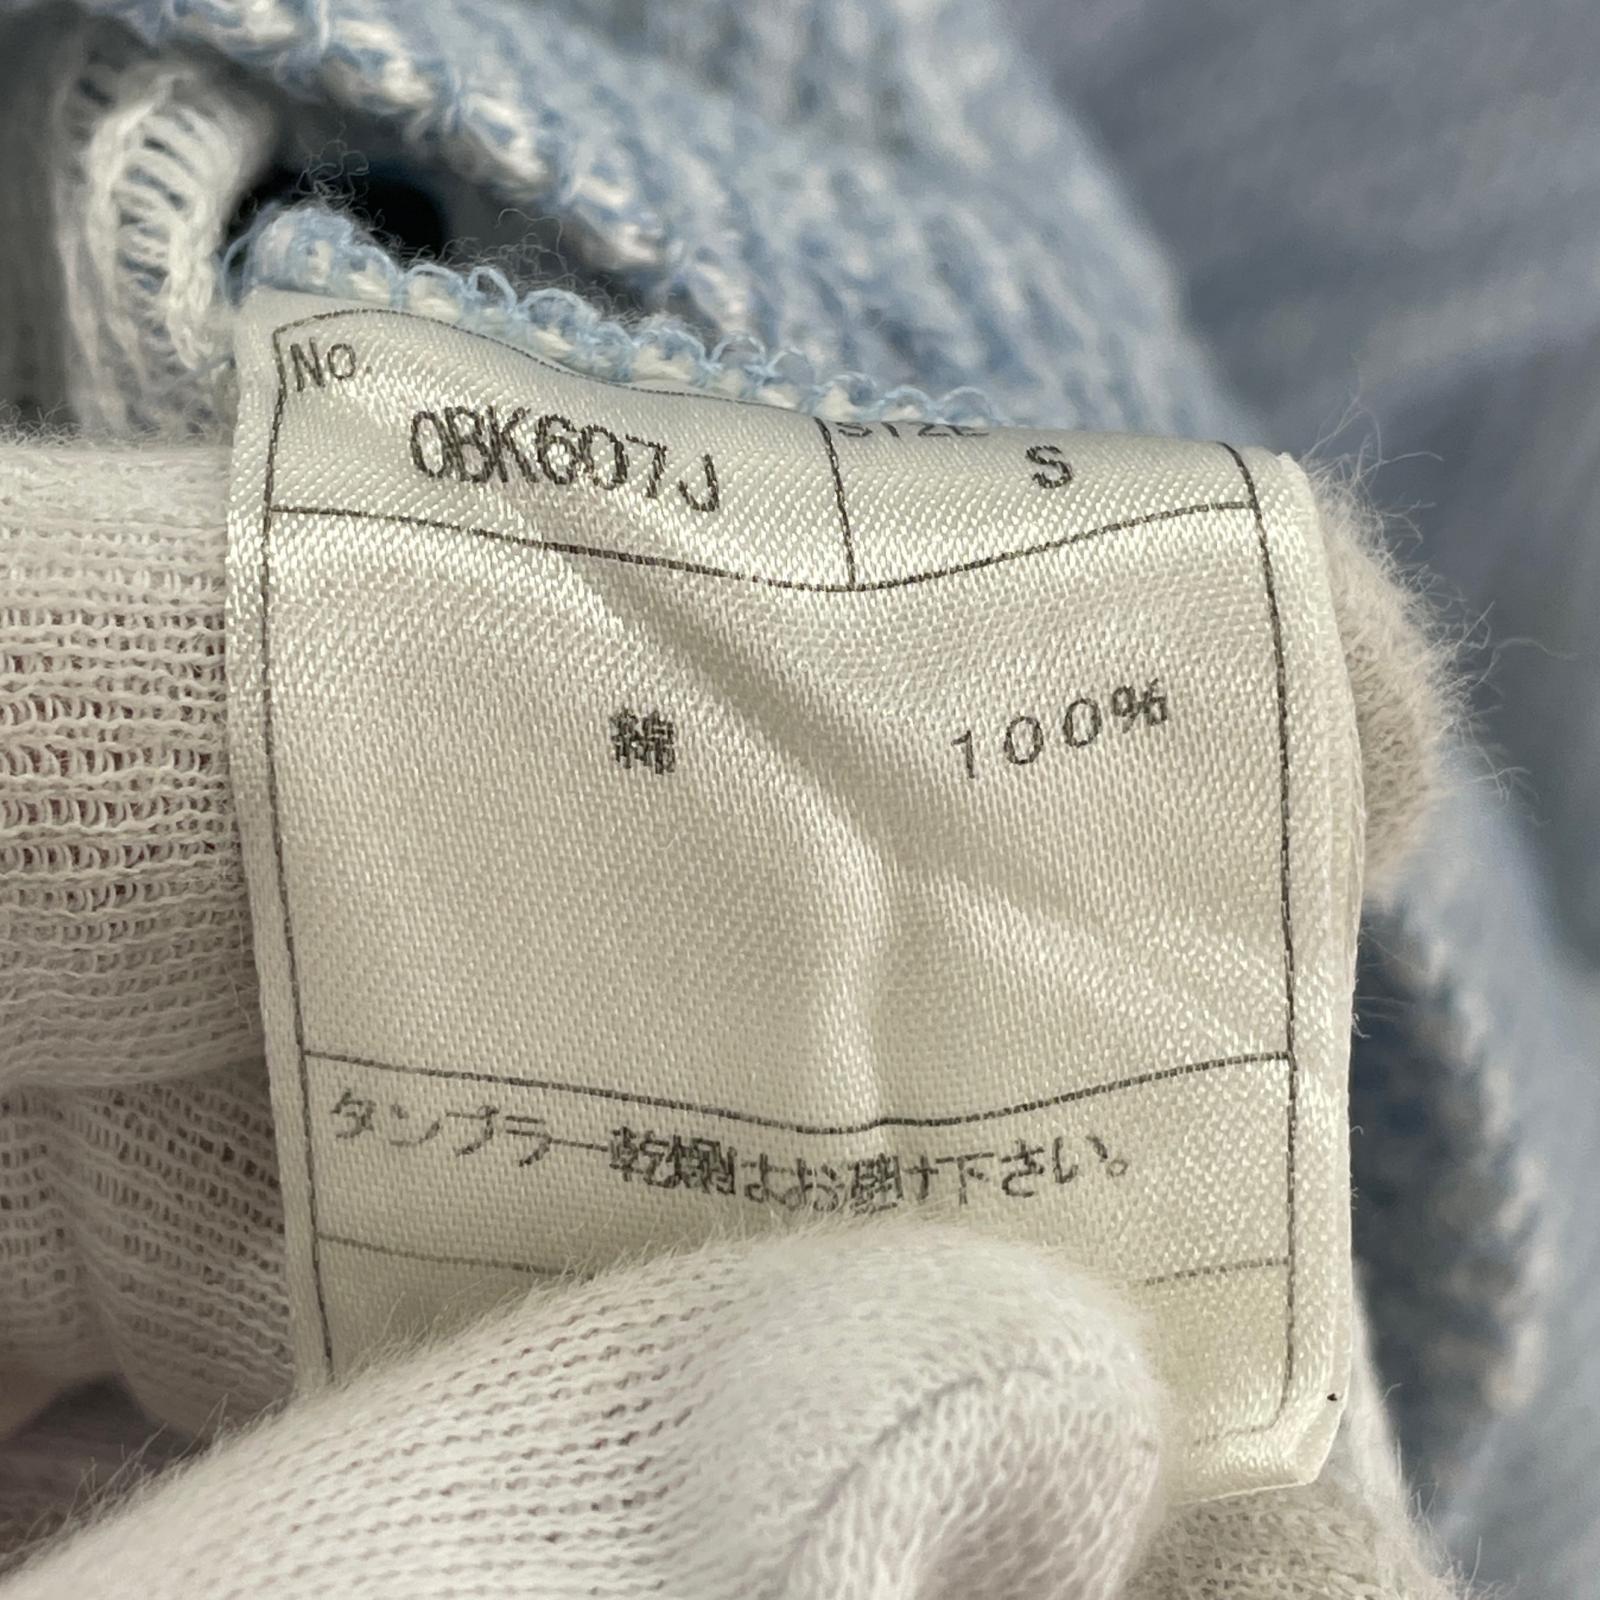 No. SIZE
0BK607J S
綿 100%
タンブラー乾燥はお避け下さい。